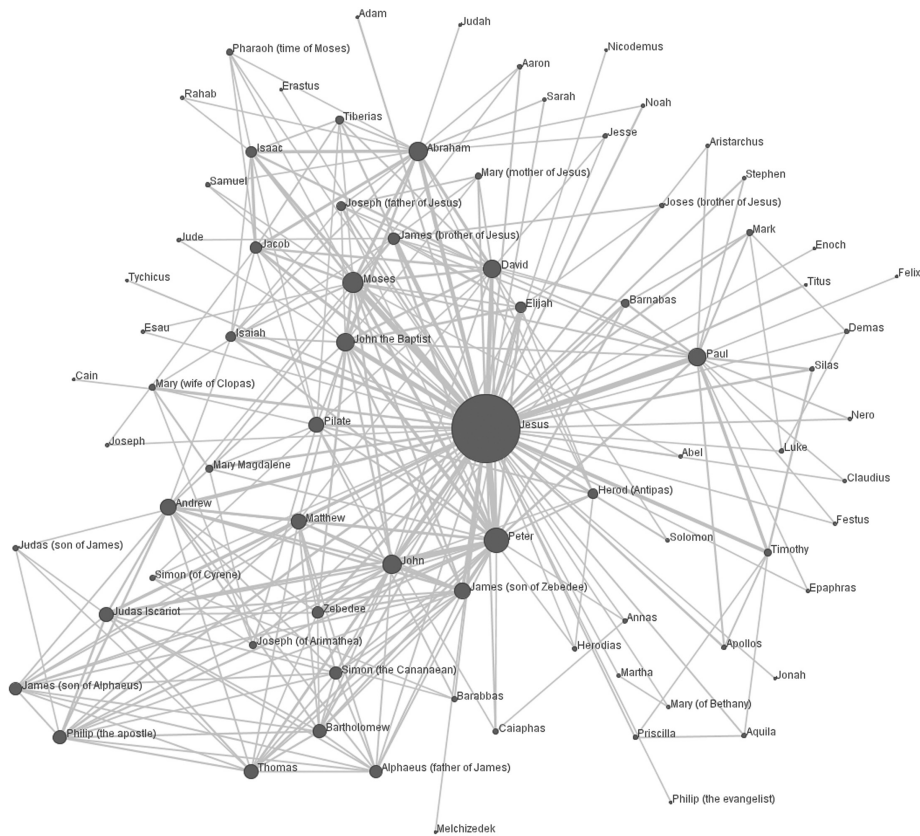 Adam
Judah
Pharaoh (time of Moses)
Nicodemus
Aaron
Erastus
Rahab
Sarah
Noah
Tiberias
Jesse
Aristarchus
Isaac
Abraham
Mary (mother of Jesus)
Stephen
Samuel
Joseph (father of Jesus)
Joses (brother of Jesus)
Mark
James (brother of Jesus)
Jude
Jacob
Enoch
David
Moses
Felix
Tychicus
Titus
Elijah
Barnabas
Esau
Isaiah
John the Baptist
Demas
Paul
Silas
Cain
Mary (wife of Clopas)
Nero
Pilate
Jesus
Joseph
Luke
Abel
Mary Magdalene
Claudius
Herod (Antipas)
Andrew
Matthew
Festus
Solomon
Peter
Judas (son of James)
Timothy
John
Simon (of Cyrene)
James (son of Zebedee)
Epaphras
Judas Iscariot
Zebedee
Annas
Joseph (of Arimathea)
Herodias
Apollos
Simon (the Cananaean)
Martha
Jonah
James (son of Alphaeus)
Barabbas
Mary (of Bethany)
Bartholomew
Caiaphas
Philip (the apostle)
Priscilla
Aquila
Thomas
Alphaeus (father of James)
Philip (the evangelist)
Melchizedek